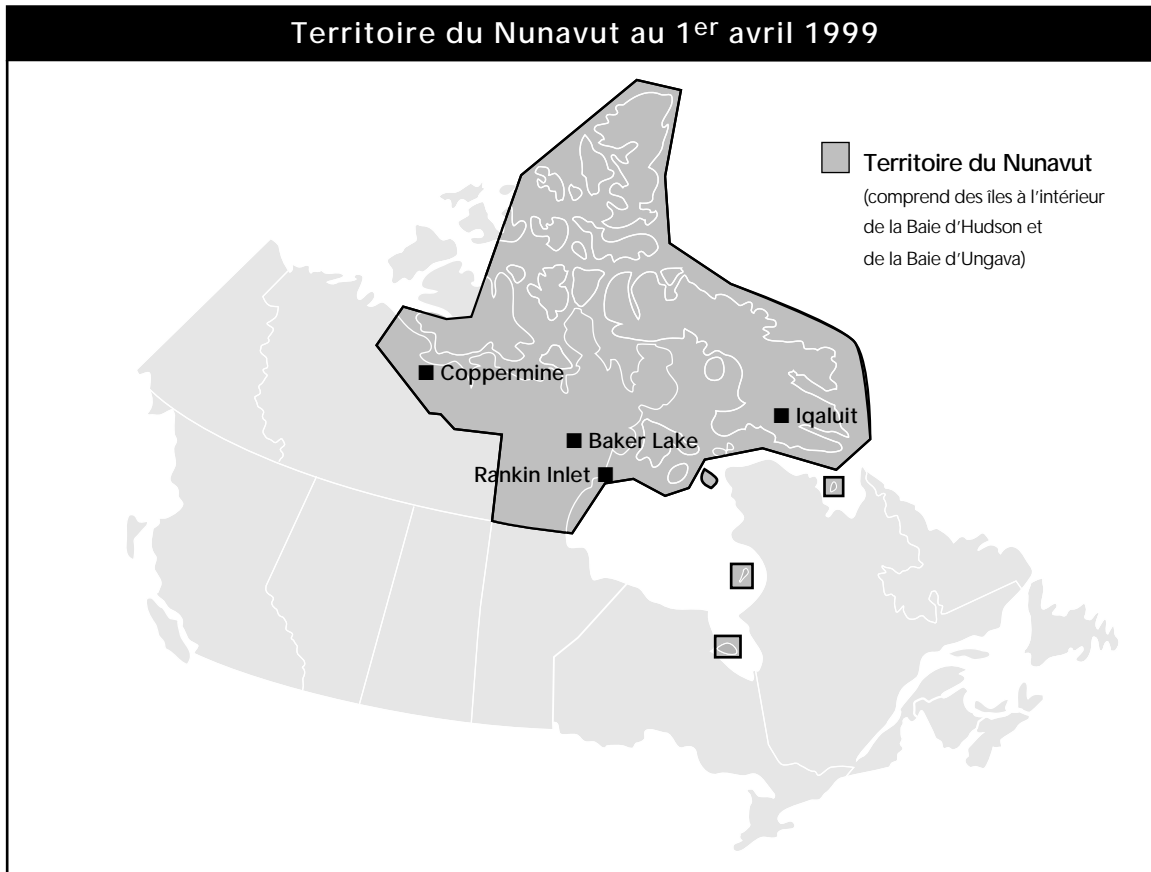 Territoire du Nunavut au 1er avril 1999
Territoire du Nunavut
(comprend des îles à l'intérieur
de la Baie d'Hudson et
de la Baie d'Ungava)
Coppermine
Iqaluit
Baker Lake
Rankin Inlet